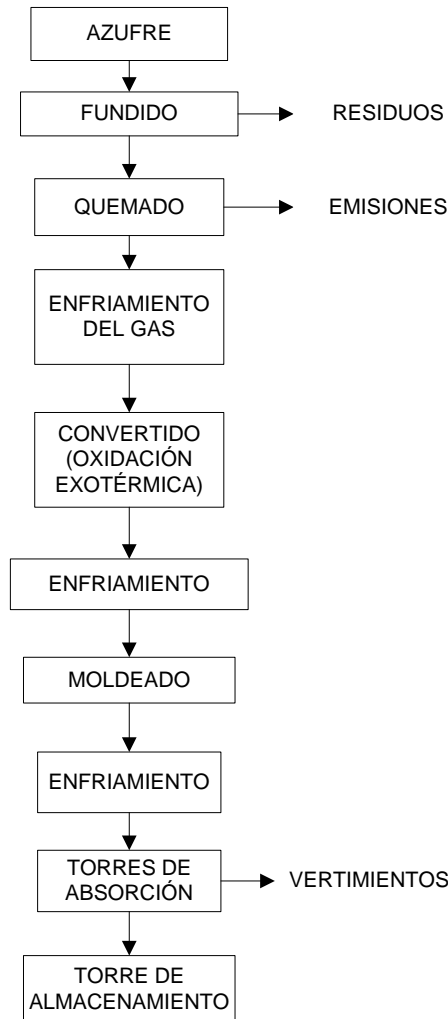 AZUFRE
FUNDIDO
RESIDUOS
QUEMADO
EMISIONES
ENFRIAMIENTO
DEL GAS
CONVERTIDO
(OXIDACIÓN
EXOTÉRMICA)
ENFRIAMIENTO
MOLDEADO
ENFRIAMIENTO
TORRES DE
ABSORCIÓN
VERTIMIENTOS
TORRE DE
ALMACENAMIENTO